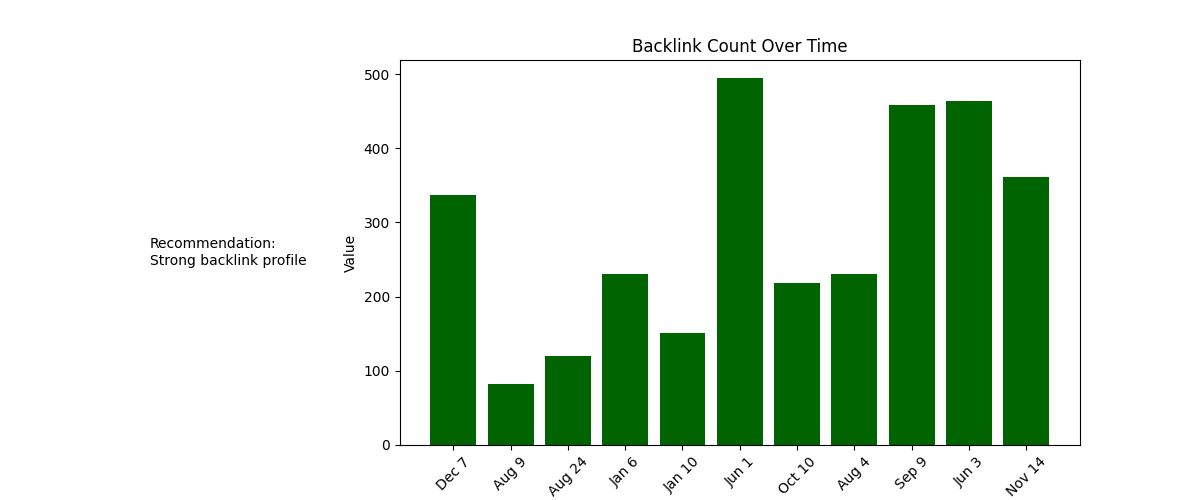 Backlink Count Over Time
Recommendation:
Strong backlink profile
Value
500
400
300
200
100
0
Dec 7
Aug 9
Aug 24
Jan 6
Jan 10
Jun 1
Oct 10
Aug 4
Sep 9
Jun 3
Nov 14